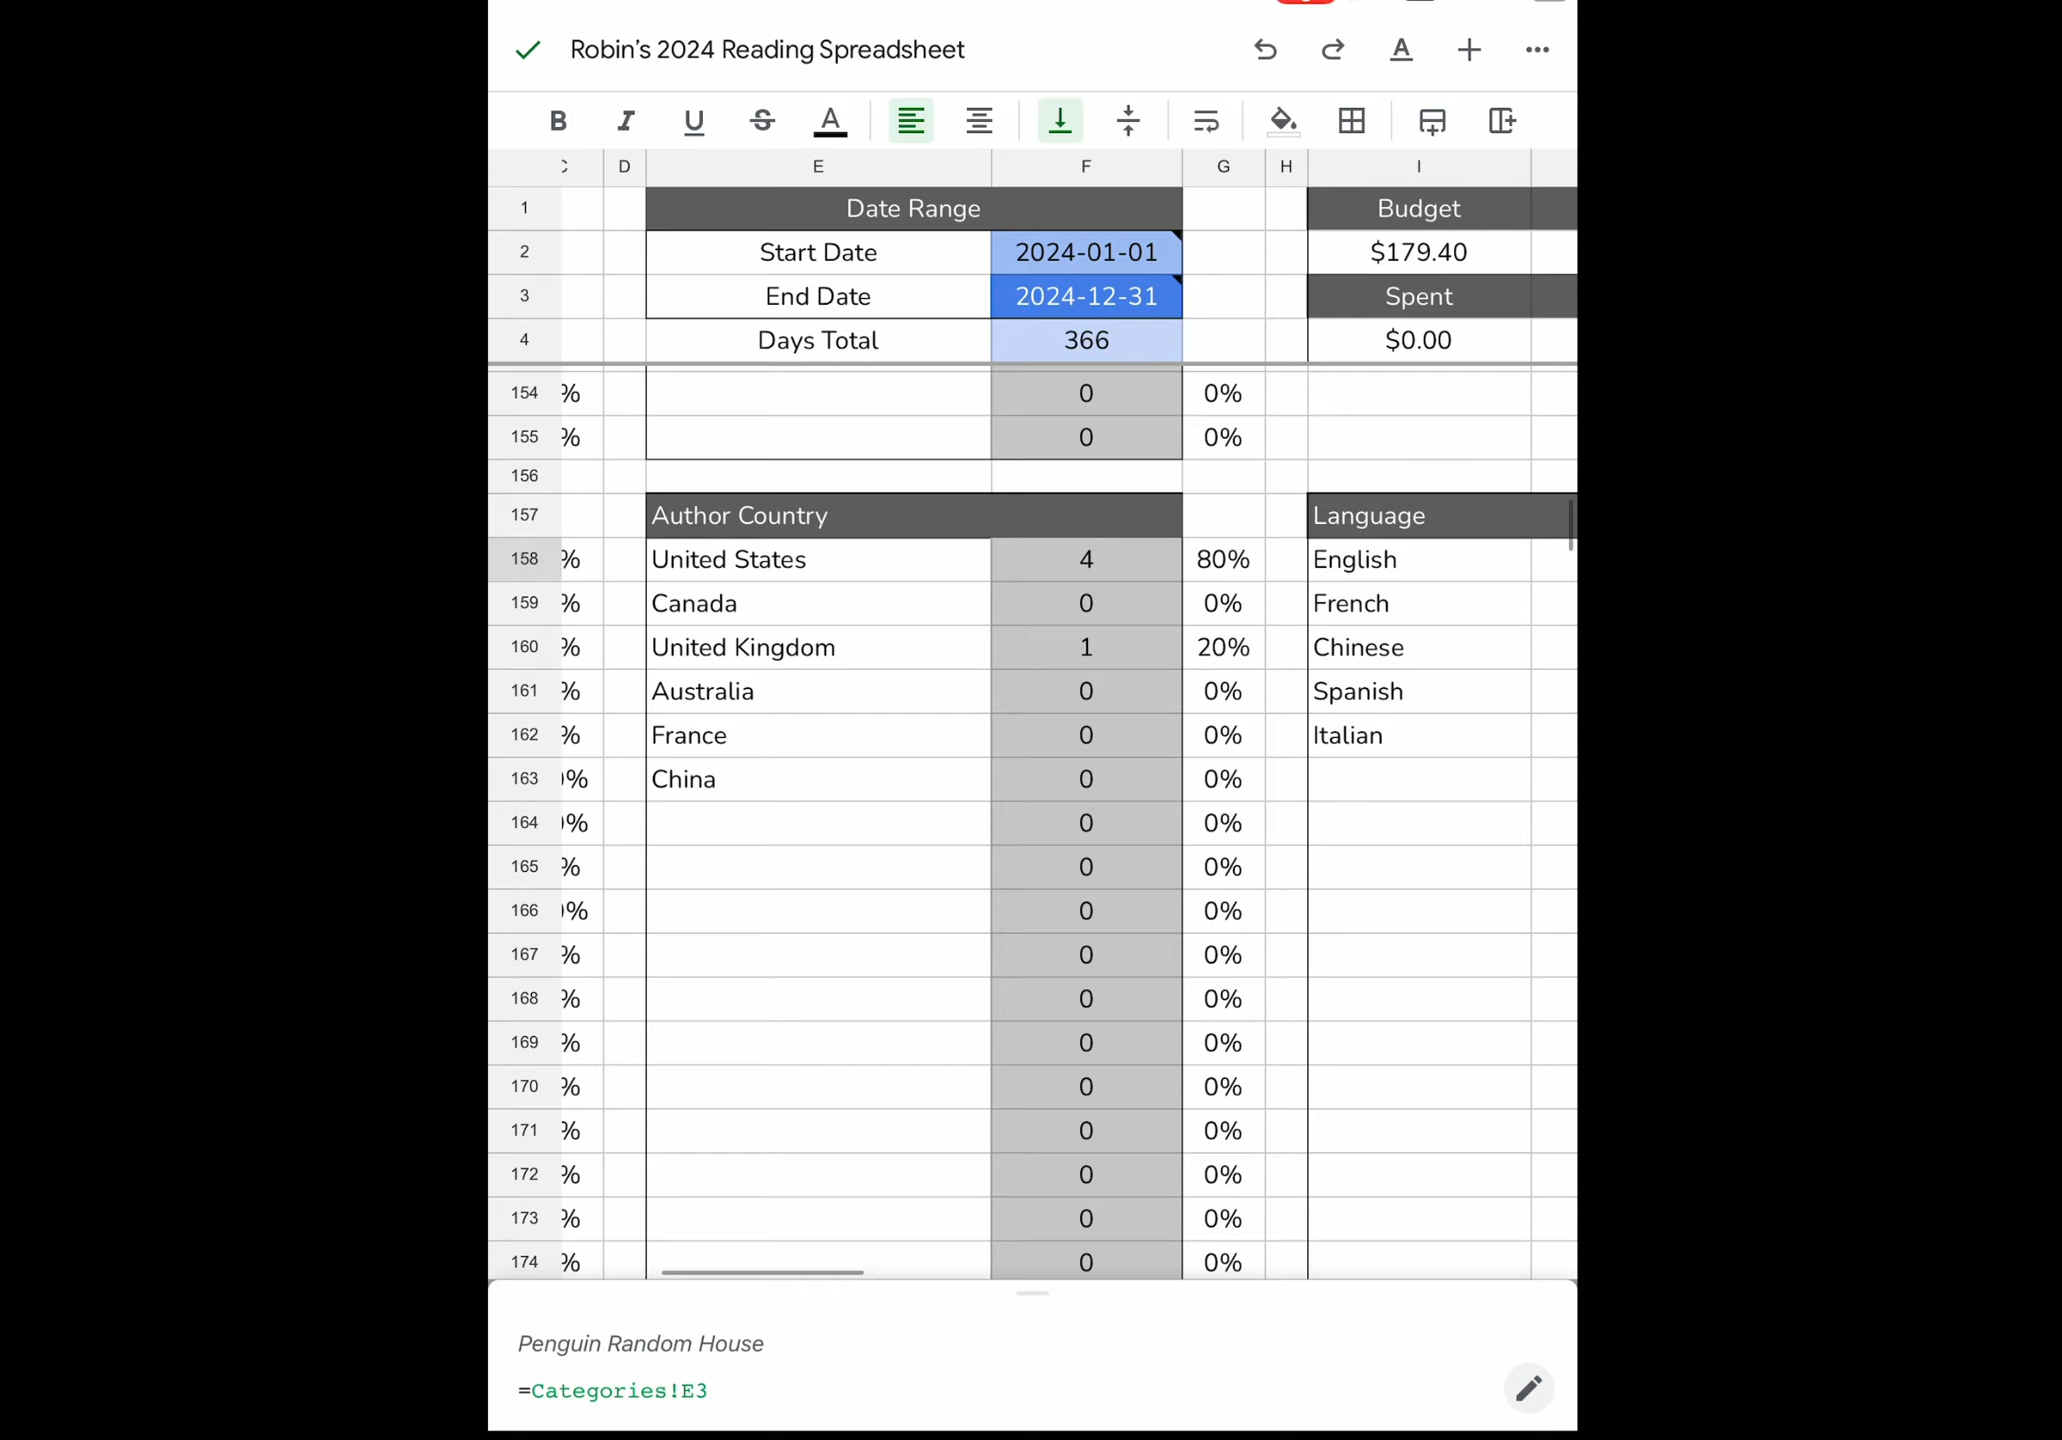 Robin’s 2024 Reading Spreadsheet
B I U S A
D E F G H I
1 Date Range Budget
2 Start Date 2024-01-01 $179.40
3 End Date 2024-12-31 Spent
4 Days Total 366 $0.00
154 % 0 0%
155 % 0 0%
156
157 Author Country Language
158 % United States 4 80% English
159 % Canada 0 0% French
160 % United Kingdom 1 20% Chinese
161 % Australia 0 0% Spanish
162 % France 0 0% Italian
163 % China 0 0%
164 % 0 0%
165 % 0 0%
166 % 0 0%
167 % 0 0%
168 % 0 0%
169 % 0 0%
170 % 0 0%
171 % 0 0%
172 % 0 0%
173 % 0 0%
174 % 0 0%
Penguin Random House
=Categories!E3